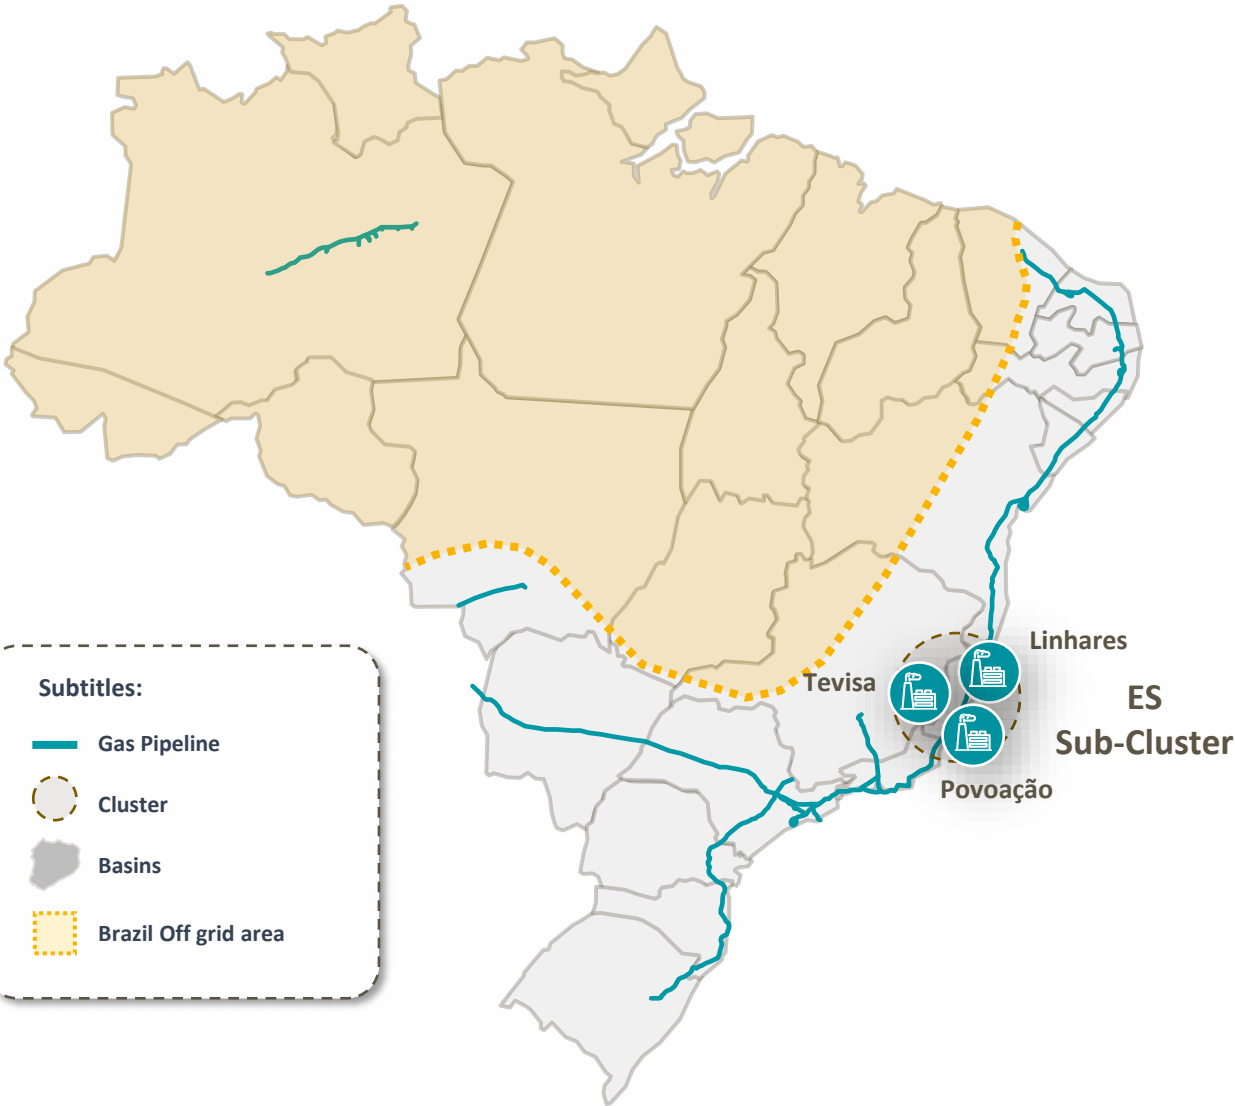 Linhares
Tevisa
ES
Sub-Cluster
Povoação
Subtitles:
Gas Pipeline
Cluster
Basins
Brazil Off grid area